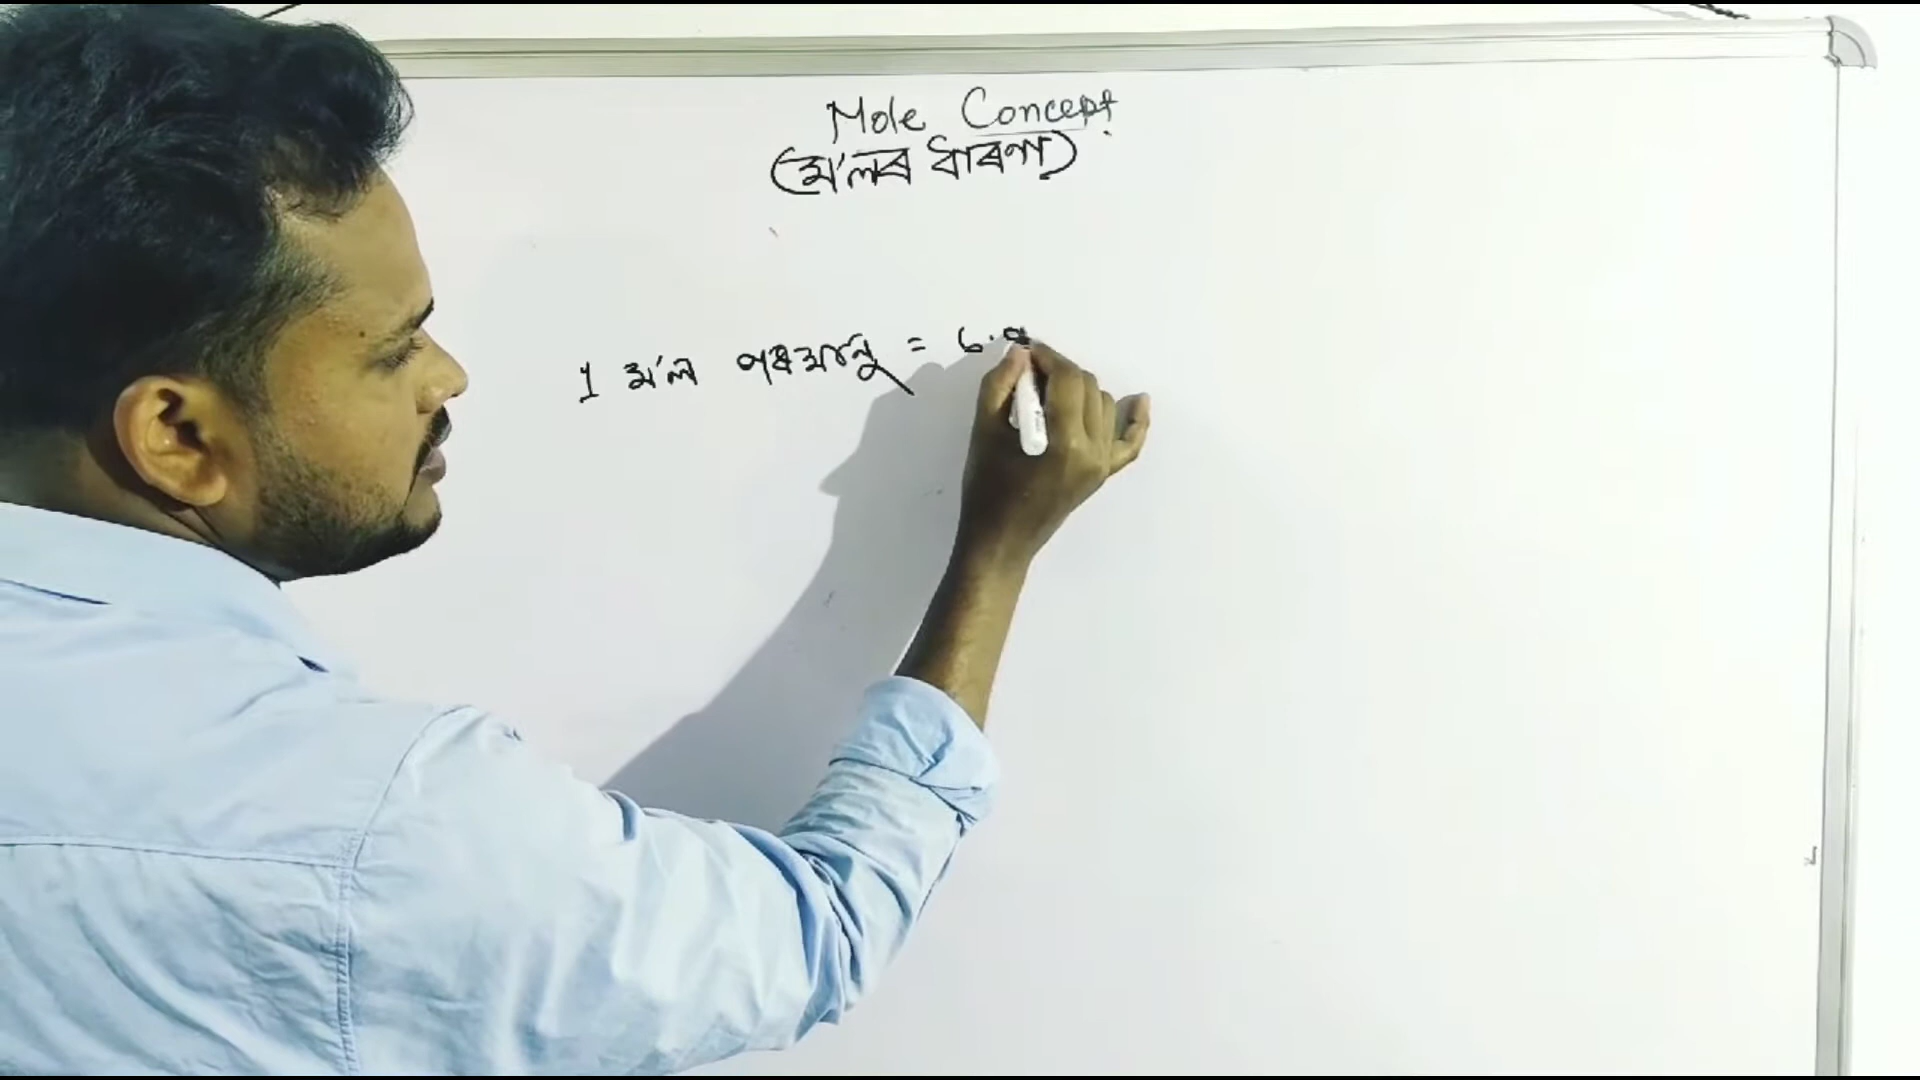 Mole Concept
(ম'লৰ ধাৰণা)
1 ম'ল পৰমাণু = 6.0